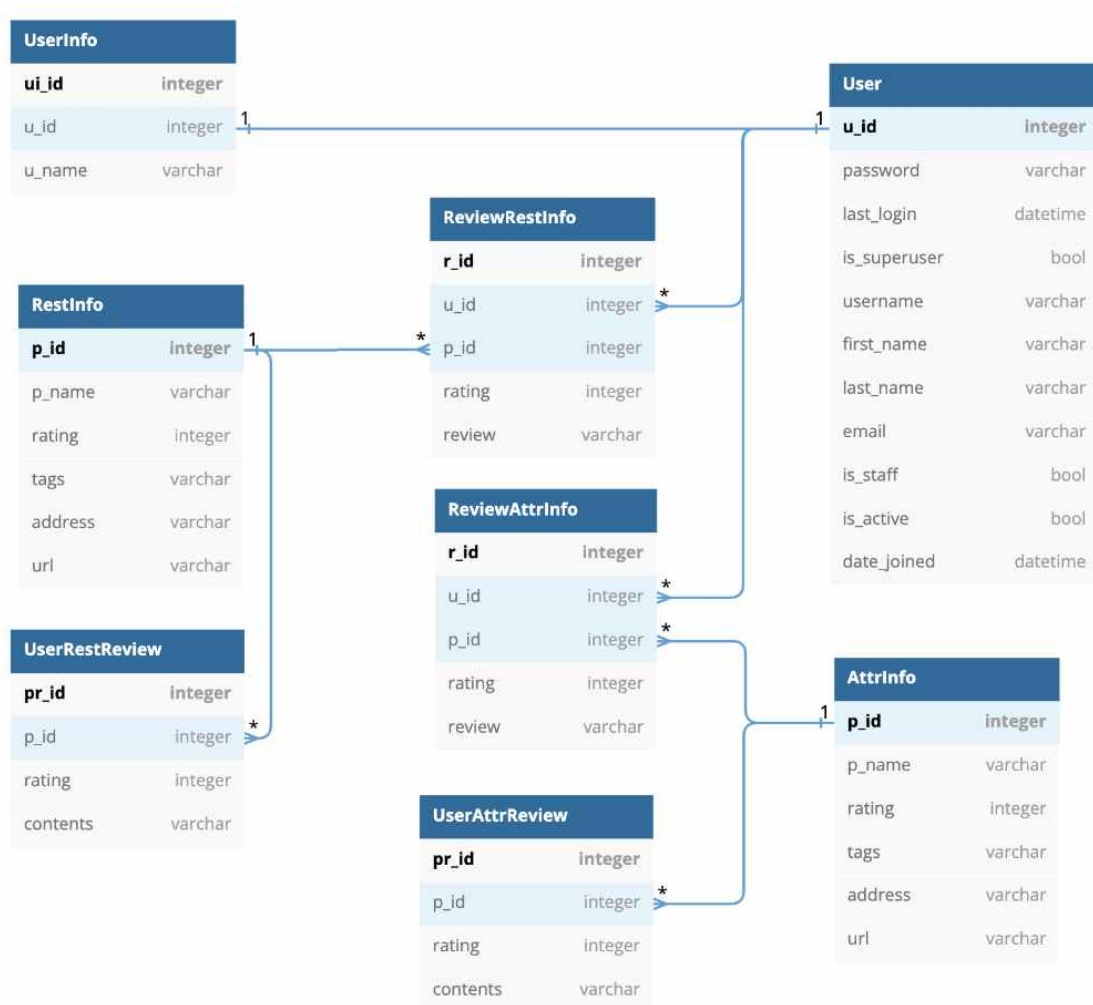 UserInfo
ui_id integer
u_id integer
u_name varchar
1
1
User
u_id integer
password varchar
last_login datetime
is_superuser bool
username varchar
first_name varchar
last_name varchar
email varchar
is_staff bool
is_active bool
date_joined datetime
ReviewRestInfo
r_id integer
u_id integer
*
p_id integer
*
rating integer
review varchar
RestInfo
p_id integer
1
p_name varchar
rating integer
tags varchar
address varchar
url varchar
ReviewAttrInfo
r_id integer
u_id integer
*
p_id integer
*
rating integer
review varchar
UserRestReview
pr_id integer
p_id integer
*
rating integer
contents varchar
AttrInfo
1
p_id integer
p_name varchar
rating integer
tags varchar
address varchar
url varchar
UserAttrReview
pr_id integer
p_id integer
*
rating integer
contents varchar